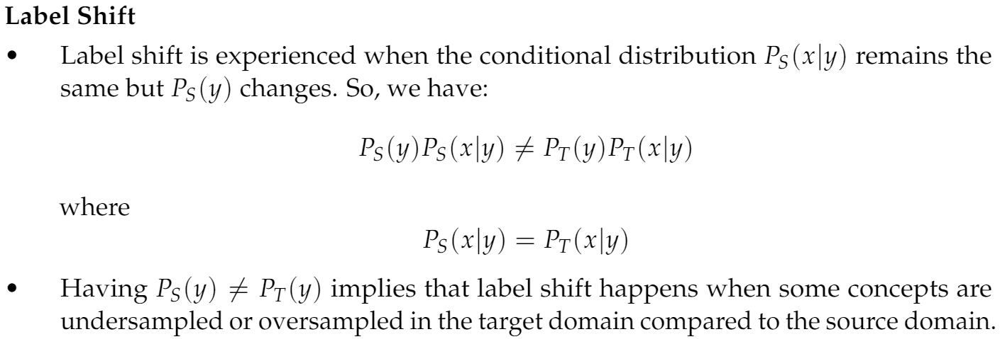 Label Shift
• Label shift is experienced when the conditional distribution P_S(x|y) remains the
same but P_S(y) changes. So, we have:
P_S(y)P_S(x|y) ≠ P_T(y)P_T(x|y)
where
P_S(x|y) = P_T(x|y)
• Having P_S(y) ≠ P_T(y) implies that label shift happens when some concepts are
undersampled or oversampled in the target domain compared to the source domain.